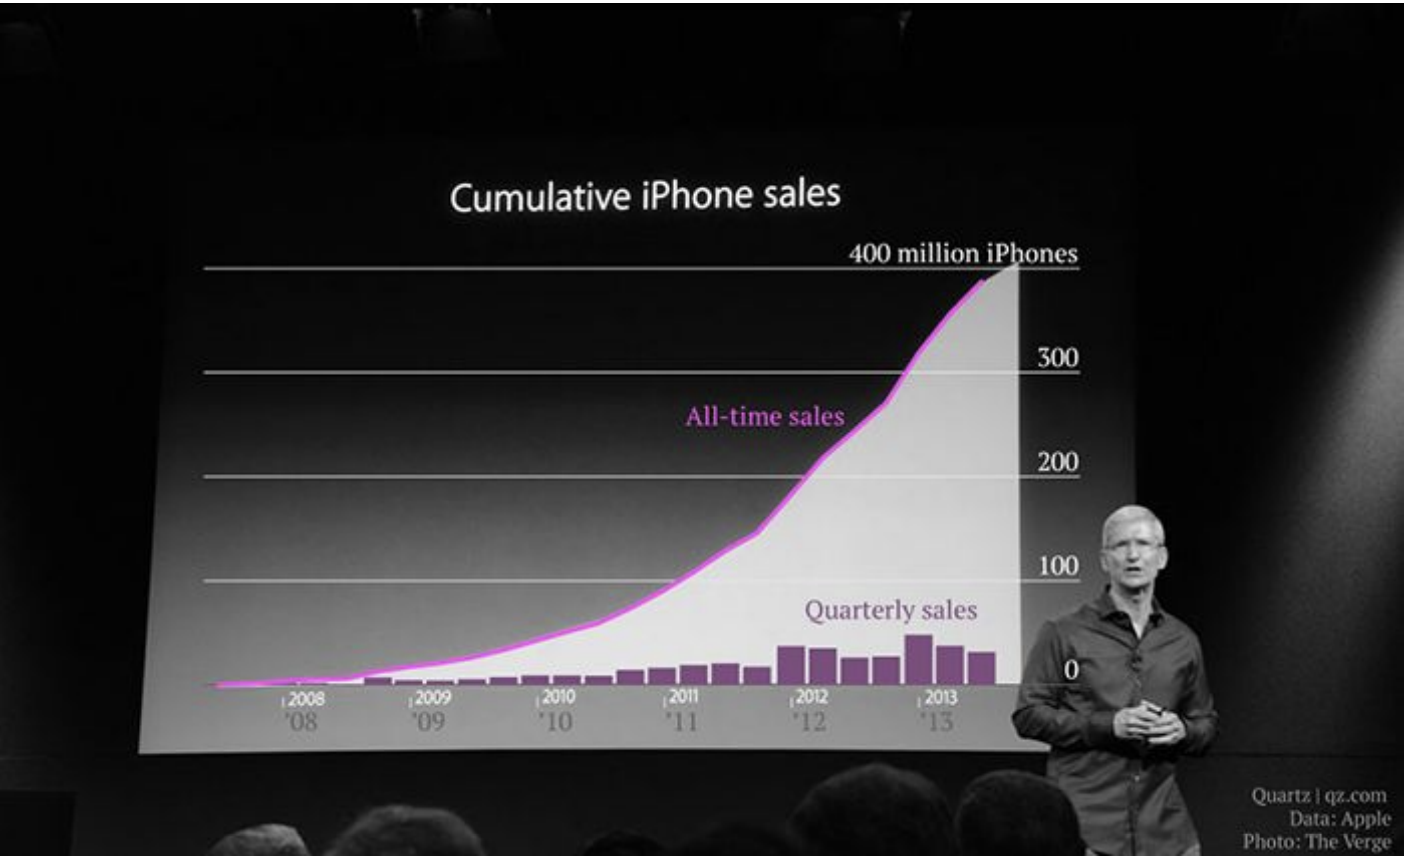 Cumulative iPhone sales
400 million iPhones
300
All-time sales
200
100
Quarterly sales
0
2008 2009 2010 2011 2012 2013
'08 '09 '10 '11 '12 '13
Quartz | qz.com
Data: Apple
Photo: The Verge